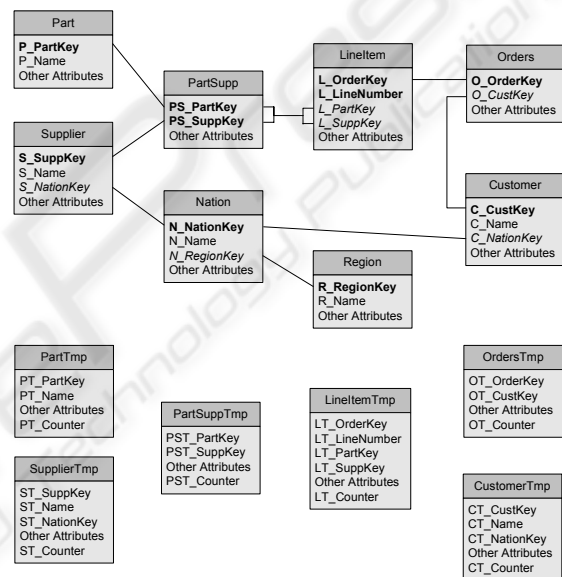 Part
P_PartKey
P_Name
Other Attributes
Supplier
S_SuppKey
S_Name
S_NationKey
Other Attributes
PartSupp
PS_PartKey
PS_SuppKey
Other Attributes
Nation
N_NationKey
N_Name
N_RegionKey
Other Attributes
LineItem
L_OrderKey
L_LineNumber
L_PartKey
L_SuppKey
Other Attributes
Region
R_RegionKey
R_Name
Other Attributes
Orders
O_OrderKey
O_CustKey
Other Attributes
Customer
C_CustKey
C_Name
C_NationKey
Other Attributes
PartTmp
PT_PartKey
PT_Name
Other Attributes
PT_Counter
SupplierTmp
ST_SuppKey
ST_Name
ST_NationKey
Other Attributes
ST_Counter
PartSuppTmp
PST_PartKey
PST_SuppKey
Other Attributes
PST_Counter
LineItemTmp
LT_OrderKey
LT_LineNumber
LT_PartKey
LT_SuppKey
Other Attributes
LT_Counter
OrdersTmp
OT_OrderKey
OT_CustKey
Other Attributes
OT_Counter
CustomerTmp
CT_CustKey
CT_Name
CT_NationKey
Other Attributes
CT_Counter